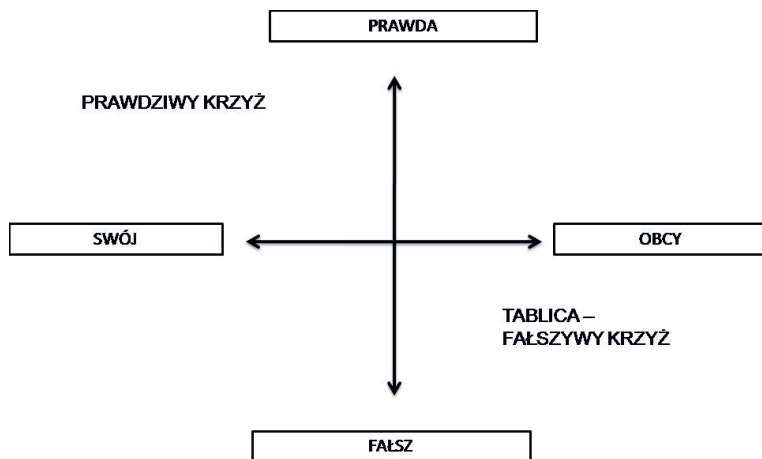 PRAWDA
PRAWDZIWY KRZYŻ
SWÓJ
OBCY
TABLICA –
FAŁSZYWY KRZYŻ
FAŁSZ